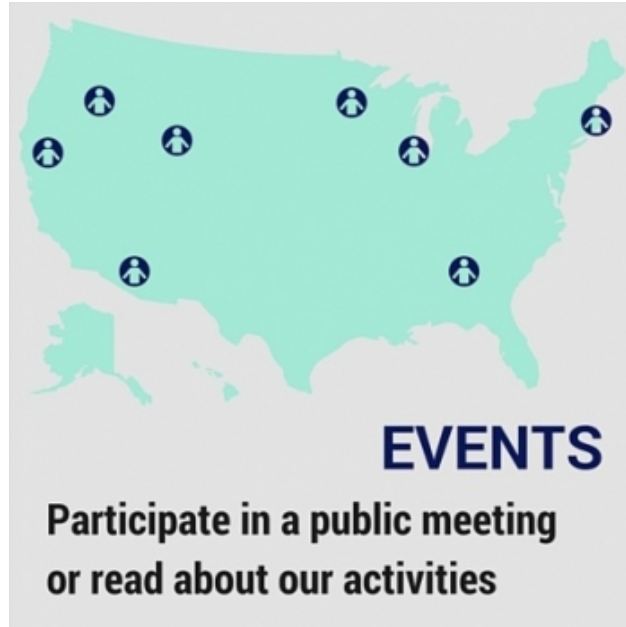 EVENTS
Participate in a public meeting
or read about our activities